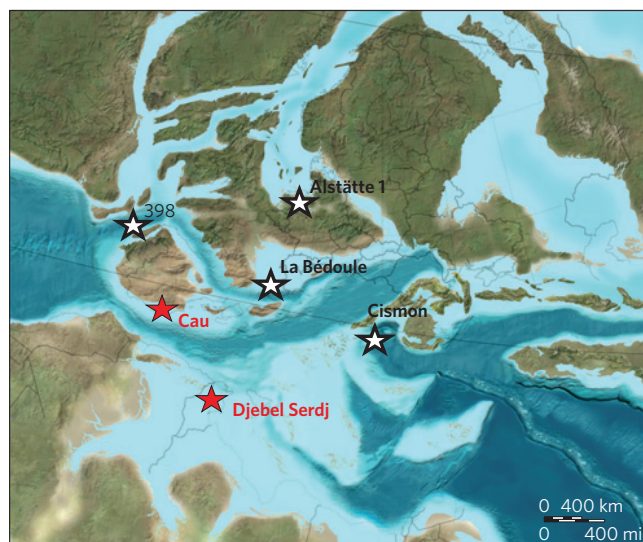 Alstätte 1
398
La Bédoule
Cismon
Cau
Djebel Serdj
0 400 km
0 400 mi